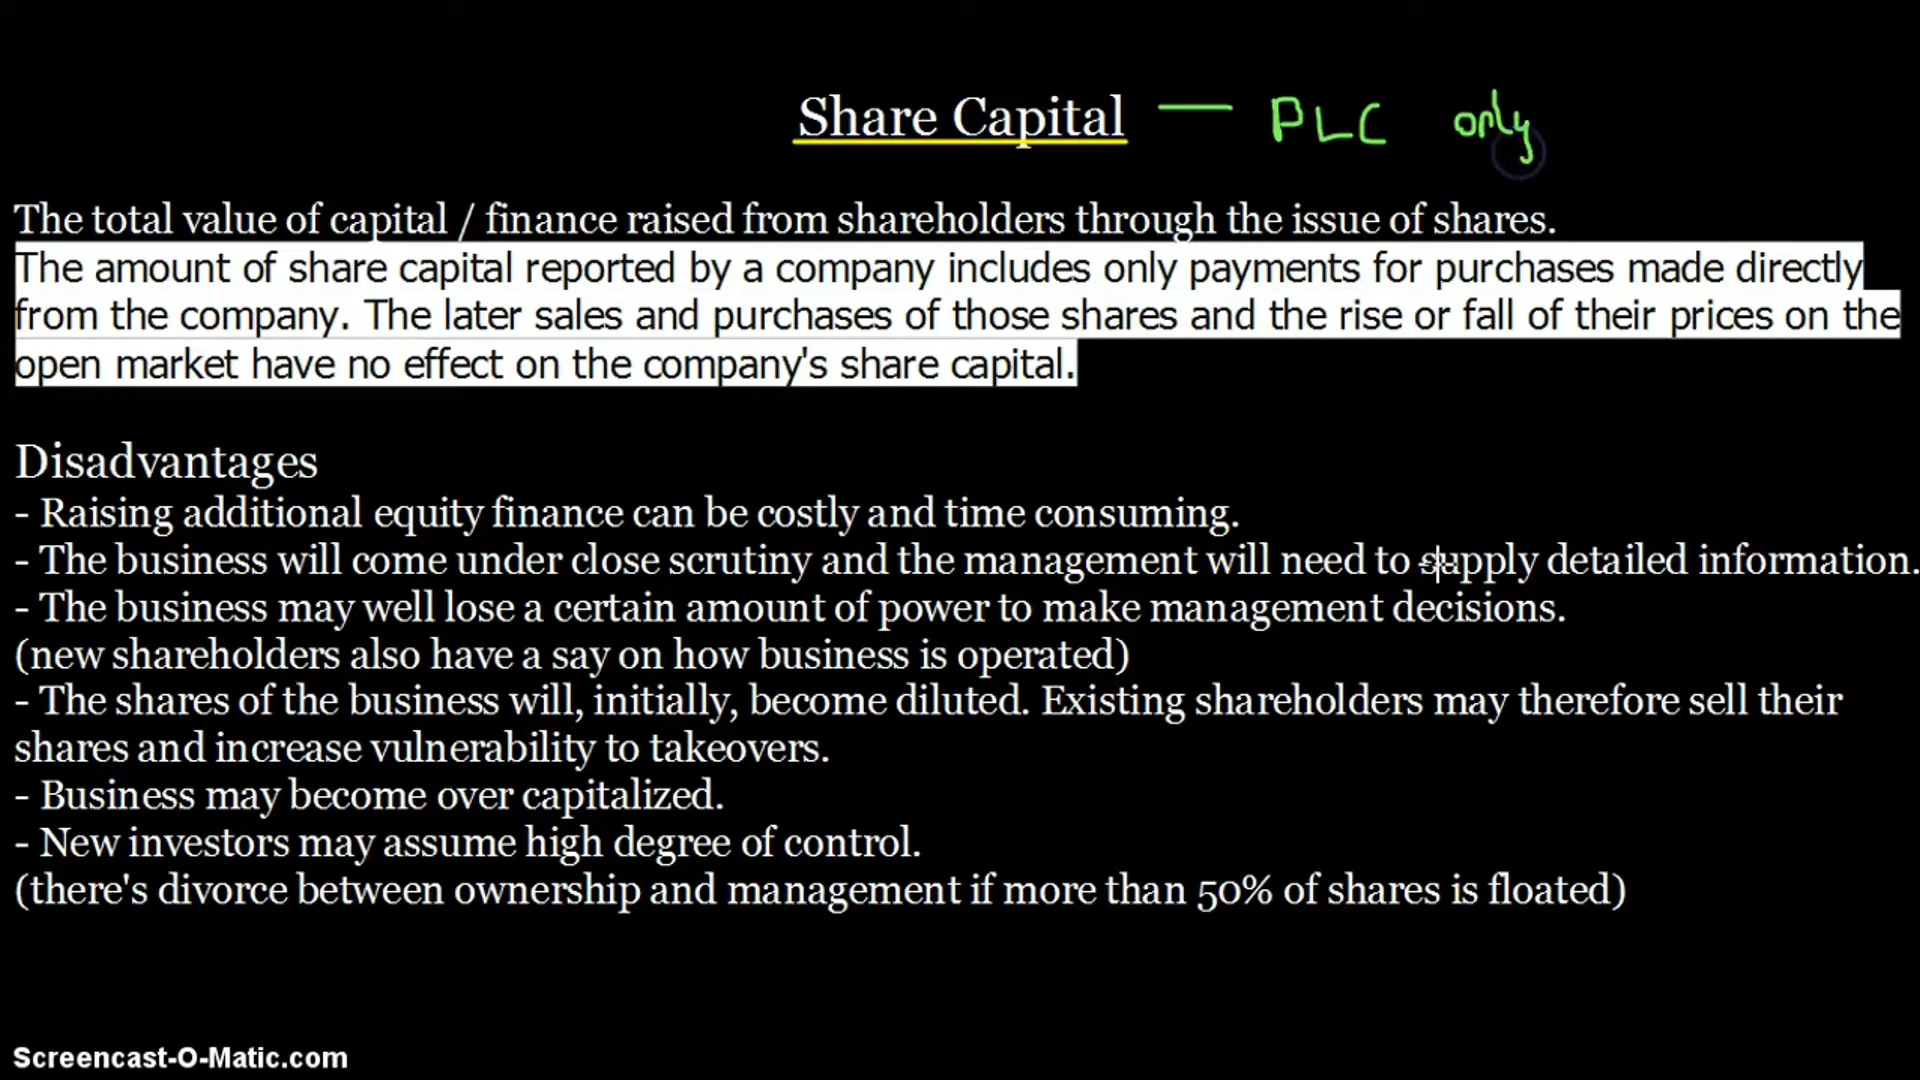 Share Capital — PLC only
The total value of capital / finance raised from shareholders through the issue of shares.
The amount of share capital reported by a company includes only payments for purchases made directly
from the company. The later sales and purchases of those shares and the rise or fall of their prices on the
open market have no effect on the company's share capital.
Disadvantages
- Raising additional equity finance can be costly and time consuming.
- The business will come under close scrutiny and the management will need to supply detailed information.
- The business may well lose a certain amount of power to make management decisions.
(new shareholders also have a say on how business is operated)
- The shares of the business will, initially, become diluted. Existing shareholders may therefore sell their
shares and increase vulnerability to takeovers.
- Business may become over capitalized.
- New investors may assume high degree of control.
(there's divorce between ownership and management if more than 50% of shares is floated)
Screencast-O-Matic.com